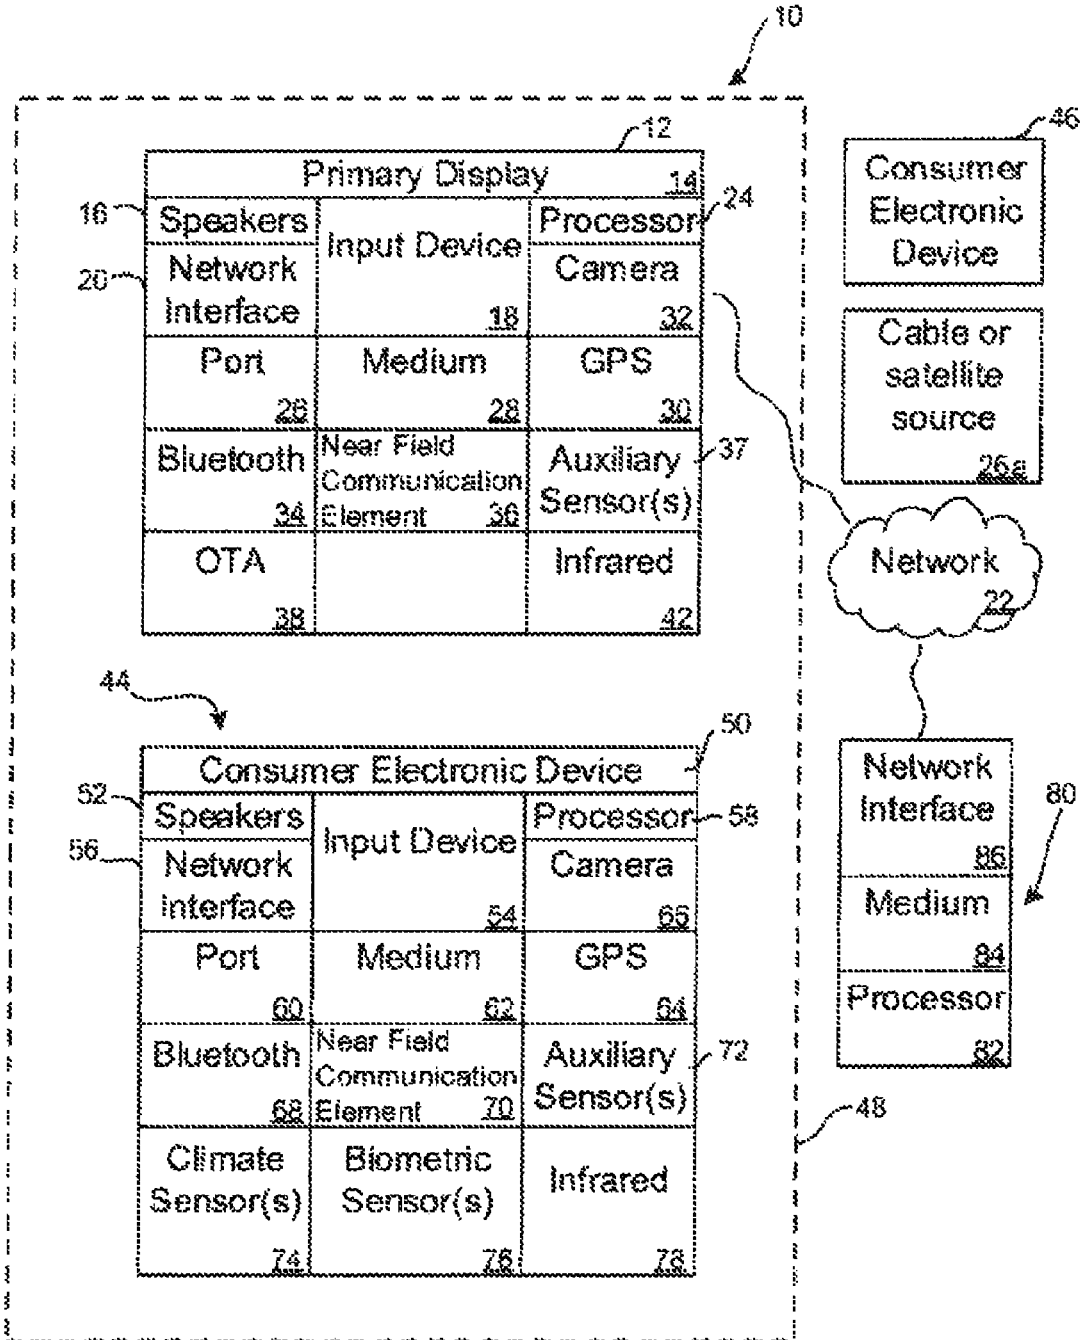 10
12
Primary Display
14
16
Speakers
Input Device
18
Processor
24
20
Network
Interface
Camera
32
Port
26
Medium
28
GPS
30
Bluetooth
34
Near Field
Communication
Element
36
Auxiliary
Sensor(s)
37
OTA
38
Infrared
42
46
Consumer
Electronic
Device
Cable or
satellite
source
26a
Network
22
44
50
Consumer Electronic Device
52
Speakers
Input Device
54
Processor
58
56
Network
Interface
Camera
66
Port
60
Medium
62
GPS
64
Bluetooth
68
Near Field
Communication
Element
70
Auxiliary
Sensor(s)
72
Climate
Sensor(s)
74
Biometric
Sensor(s)
76
Infrared
78
Network
Interface
86
80
Medium
84
Processor
82
48